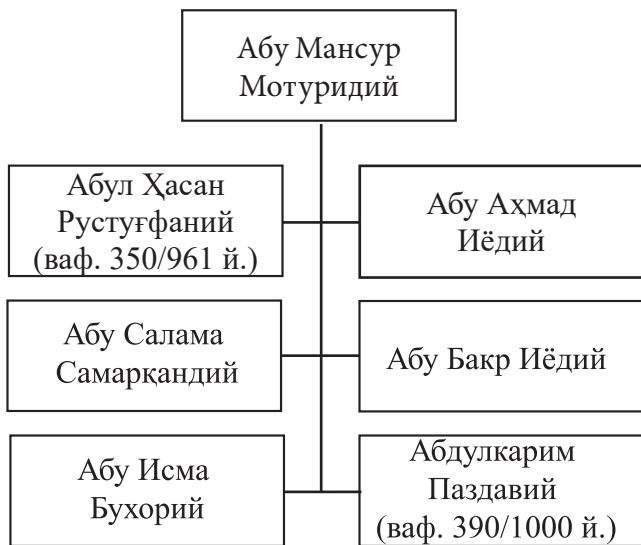 Абу Мансур
Мотуридий
Абул Ҳасан
Рустуғфаний
(ваф. 350/961 й.)
Абу Аҳмад
Иёдий
Абу Салама
Самарқандий
Абу Бакр Иёдий
Абу Исма
Бухорий
Абдулкарим
Паздавий
(ваф. 390/1000 й.)